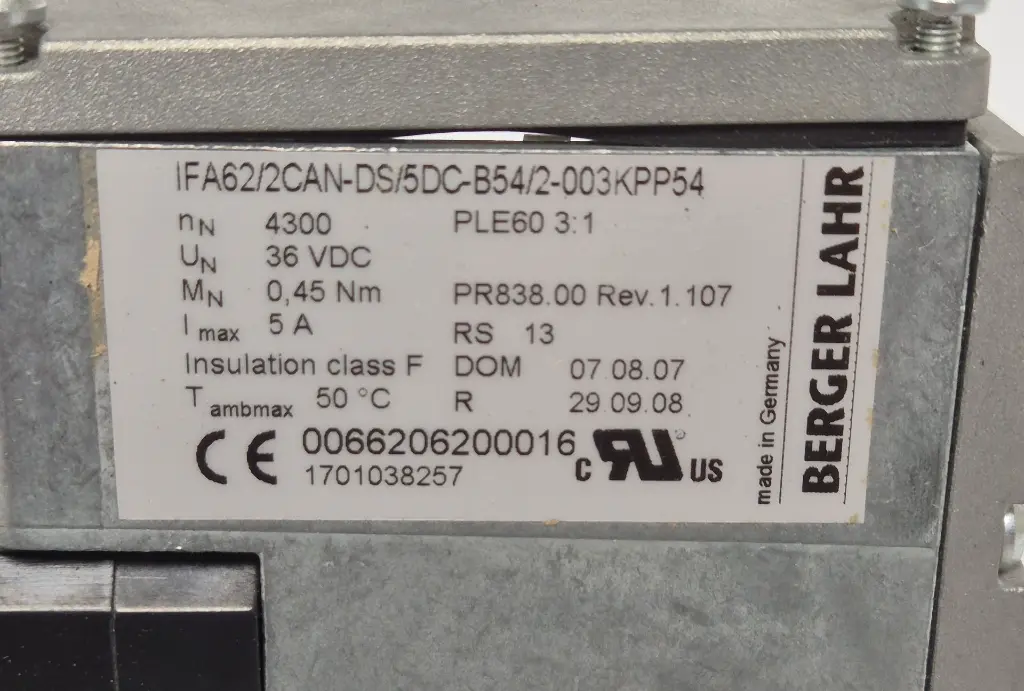 IFA62/2CAN-DS/5DC-B54/2-003KPP54
nN 4300 PLE60 3:1
UN 36 VDC
MN 0,45 Nm PR838.00 Rev.1.107
I max 5 A RS 13
Insulation class F DOM 07.08.07
T ambmax 50 °C R 29.09.08
CE 0066206200016 c RU US
1701038257
made in Germany
BERGER LAHR